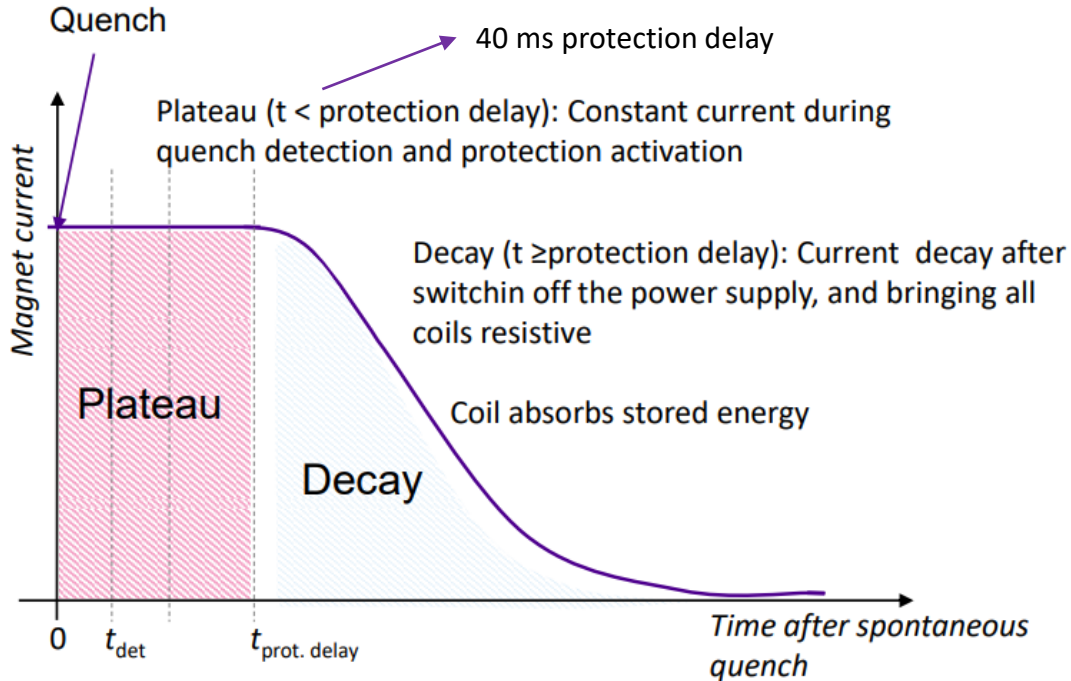 Quench
40 ms protection delay
Plateau (t < protection delay): Constant current during
quench detection and protection activation
Magnet current
Decay (t ≥protection delay): Current  decay after
switchin off the power supply, and bringing all
coils resistive
Plateau
Coil absorbs stored energy
Decay
0
t_det
t_prot. delay
Time after spontaneous
quench